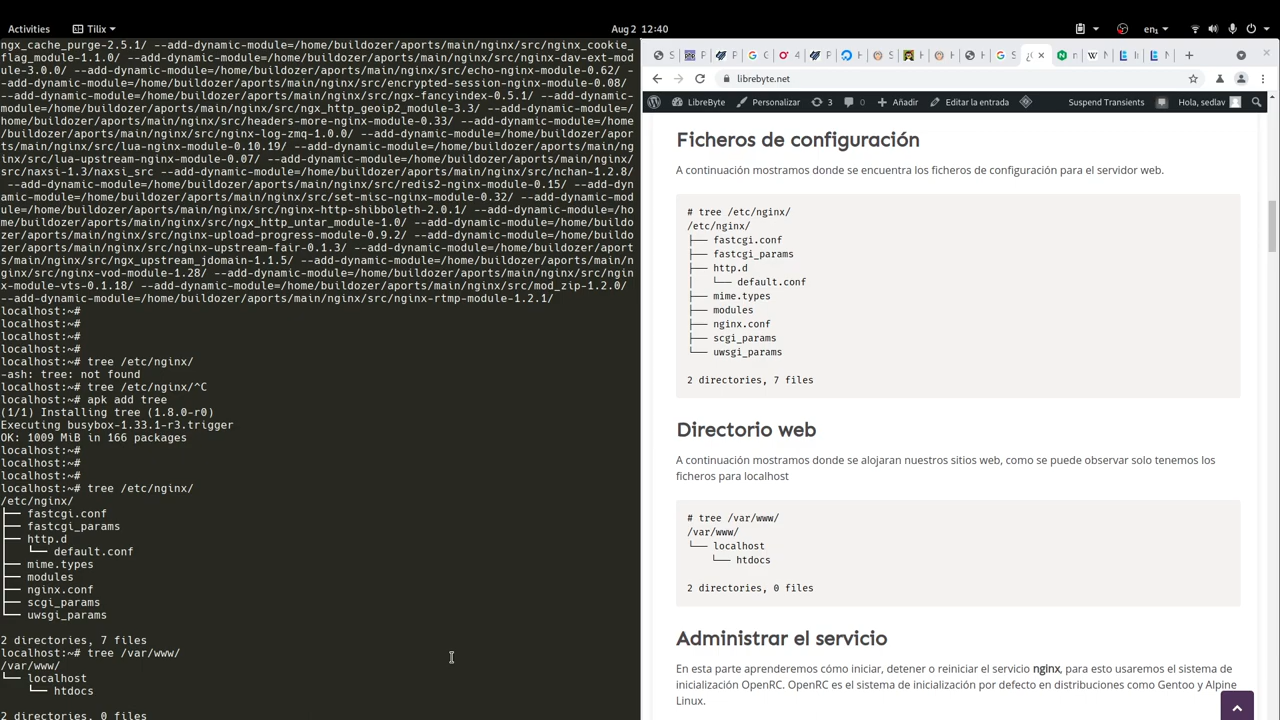 Activities
Tilix
Aug 2 12:40
en₁
ngx_cache_purge-2.5.1/ --add-dynamic-module=/home/buildozer/aports/main/nginx/src/nginx_cookie_
flag_module-1.1.0/ --add-dynamic-module=/home/buildozer/aports/main/nginx/src/nginx-dav-ext-mod
ule-3.0.0/ --add-dynamic-module=/home/buildozer/aports/main/nginx/src/echo-nginx-module-0.62/ -
-add-dynamic-module=/home/buildozer/aports/main/nginx/src/encrypted-session-nginx-module-0.08/
--add-dynamic-module=/home/buildozer/aports/main/nginx/src/ngx-fancyindex-0.5.1/ --add-dynamic-
module=/home/buildozer/aports/main/nginx/src/ngx_http_geoip2_module-3.3/ --add-dynamic-module=/
home/buildozer/aports/main/nginx/src/headers-more-nginx-module-0.33/ --add-dynamic-module=/home
/buildozer/aports/main/nginx/src/nginx-log-zmq-1.0.0/ --add-dynamic-module=/home/buildozer/apor
ts/main/nginx/src/lua-nginx-module-0.10.19/ --add-dynamic-module=/home/buildozer/aports/main/ng
inx/src/lua-upstream-nginx-module-0.07/ --add-dynamic-module=/home/buildozer/aports/main/nginx/
src/naxsi-1.3/naxsi_src --add-dynamic-module=/home/buildozer/aports/main/nginx/src/nchan-1.2.8/
 --add-dynamic-module=/home/buildozer/aports/main/nginx/src/redis2-nginx-module-0.15/ --add-dyn
amic-module=/home/buildozer/aports/main/nginx/src/set-misc-nginx-module-0.32/ --add-dynamic-mod
ule=/home/buildozer/aports/main/nginx/src/nginx-http-shibboleth-2.0.1/ --add-dynamic-module=/ho
me/buildozer/aports/main/nginx/src/ngx_http_untar_module-1.0/ --add-dynamic-module=/home/buildo
zer/aports/main/nginx/src/nginx-upload-progress-module-0.9.2/ --add-dynamic-module=/home/buildo
zer/aports/main/nginx/src/nginx-upstream-fair-0.1.3/ --add-dynamic-module=/home/buildozer/aport
s/main/nginx/src/ngx_upstream_jdomain-1.1.5/ --add-dynamic-module=/home/buildozer/aports/main/n
ginx/src/nginx-vod-module-1.28/ --add-dynamic-module=/home/buildozer/aports/main/nginx/src/ngin
x-module-vts-0.1.18/ --add-dynamic-module=/home/buildozer/aports/main/nginx/src/mod_zip-1.2.0/
--add-dynamic-module=/home/buildozer/aports/main/nginx/src/nginx-rtmp-module-1.2.1/
localhost:~#
localhost:~#
localhost:~#
localhost:~#
localhost:~# tree /etc/nginx/
-ash: tree: not found
localhost:~# tree /etc/nginx/^C
localhost:~# apk add tree
(1/1) Installing tree (1.8.0-r0)
Executing busybox-1.33.1-r3.trigger
OK: 1009 MiB in 166 packages
localhost:~#
localhost:~#
localhost:~#
localhost:~# tree /etc/nginx/
/etc/nginx/
├── fastcgi.conf
├── fastcgi_params
├── http.d
│   └── default.conf
├── mime.types
├── modules
├── nginx.conf
├── scgi_params
└── uwsgi_params
2 directories, 7 files
localhost:~# tree /var/www/
/var/www/
└── localhost
    └── htdocs
2 directories, 0 files
librebyte.net
LibreByte
Personalizar
3
0
Añadir
Editar la entrada
Suspend Transients
Hola, sedlav
Ficheros de configuración
A continuación mostramos donde se encuentra los ficheros de configuración para el servidor web.
# tree /etc/nginx/
/etc/nginx/
├── fastcgi.conf
├── fastcgi_params
├── http.d
│   └── default.conf
├── mime.types
├── modules
├── nginx.conf
├── scgi_params
└── uwsgi_params
2 directories, 7 files
Directorio web
A continuación mostramos donde se alojaran nuestros sitios web, como se puede observar solo tenemos los
ficheros para localhost
# tree /var/www/
/var/www/
└── localhost
    └── htdocs
2 directories, 0 files
Administrar el servicio
En esta parte aprenderemos cómo iniciar, detener o reiniciar el servicio nginx, para esto usaremos el sistema de
inicialización OpenRC. OpenRC es el sistema de inicialización por defecto en distribuciones como Gentoo y Alpine
Linux.